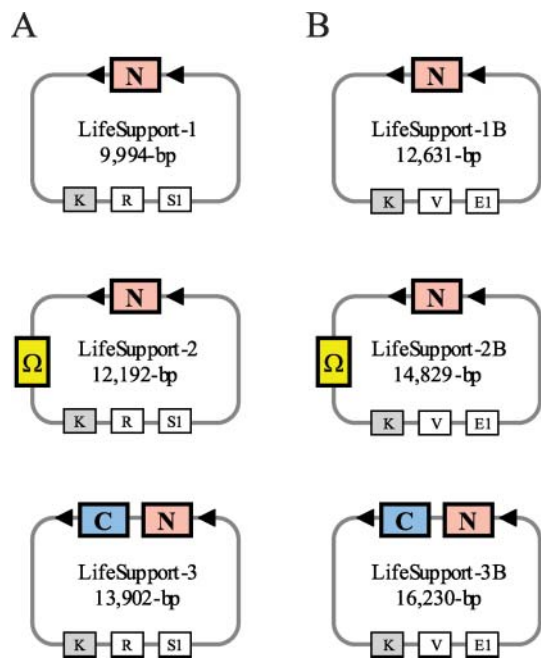 A
B
N
LifeSupport-1
9,994-bp
K R S1
N
LifeSupport-1B
12,631-bp
K V E1
N
Ω
LifeSupport-2
12,192-bp
K R S1
N
Ω
LifeSupport-2B
14,829-bp
K V E1
C N
LifeSupport-3
13,902-bp
K R S1
C N
LifeSupport-3B
16,230-bp
K V E1